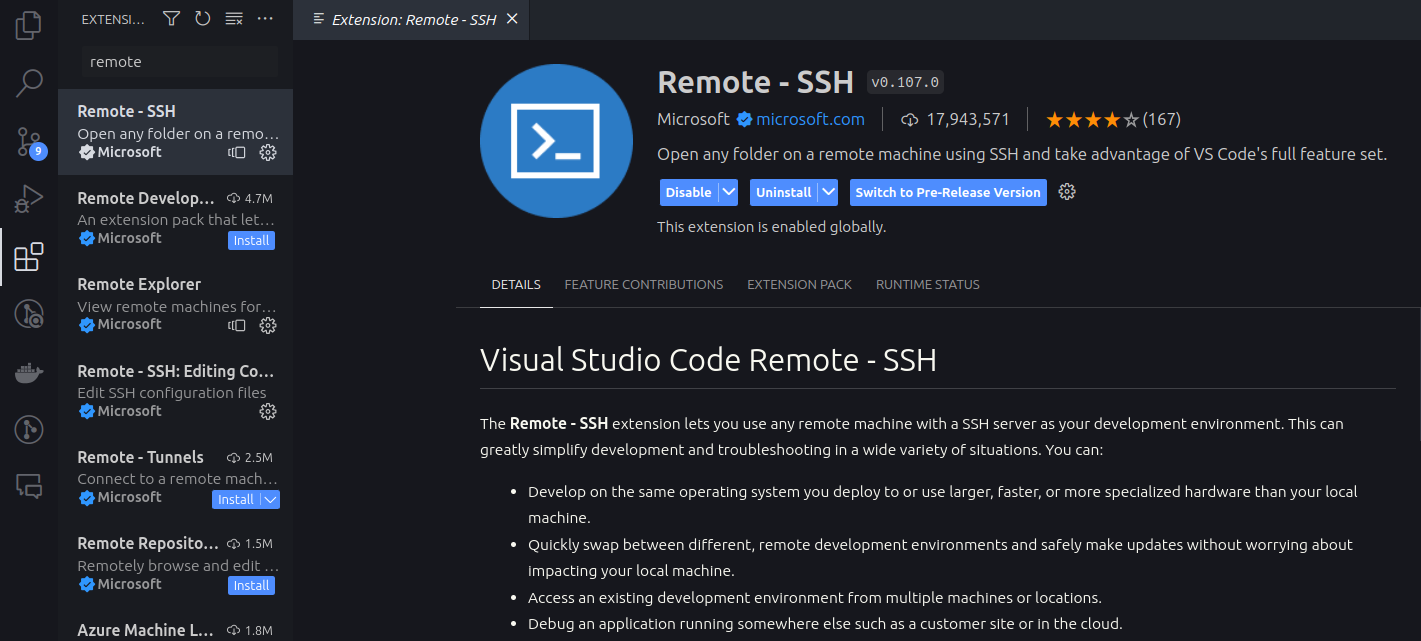 EXTENSI...
remote
Remote - SSH
Open any folder on a remo...
Microsoft
9
Remote Develop... 4.7M
An extension pack that let...
Microsoft Install
Remote Explorer
View remote machines for...
Microsoft
Remote - SSH: Editing Co...
Edit SSH configuration files
Microsoft
Remote - Tunnels 2.5M
Connect to a remote mach...
Microsoft Install
Remote Reposito... 1.5M
Remotely browse and edit ...
Microsoft Install
Azure Machine L... 1.8M
Extension: Remote - SSH
Remote - SSH v0.107.0
Microsoft microsoft.com 17,943,571 (167)
Open any folder on a remote machine using SSH and take advantage of VS Code's full feature set.
Disable Uninstall Switch to Pre-Release Version
This extension is enabled globally.
DETAILS FEATURE CONTRIBUTIONS EXTENSION PACK RUNTIME STATUS
Visual Studio Code Remote - SSH
The Remote - SSH extension lets you use any remote machine with a SSH server as your development environment. This can
greatly simplify development and troubleshooting in a wide variety of situations. You can:
• Develop on the same operating system you deploy to or use larger, faster, or more specialized hardware than your local
machine.
• Quickly swap between different, remote development environments and safely make updates without worrying about
impacting your local machine.
• Access an existing development environment from multiple machines or locations.
• Debug an application running somewhere else such as a customer site or in the cloud.